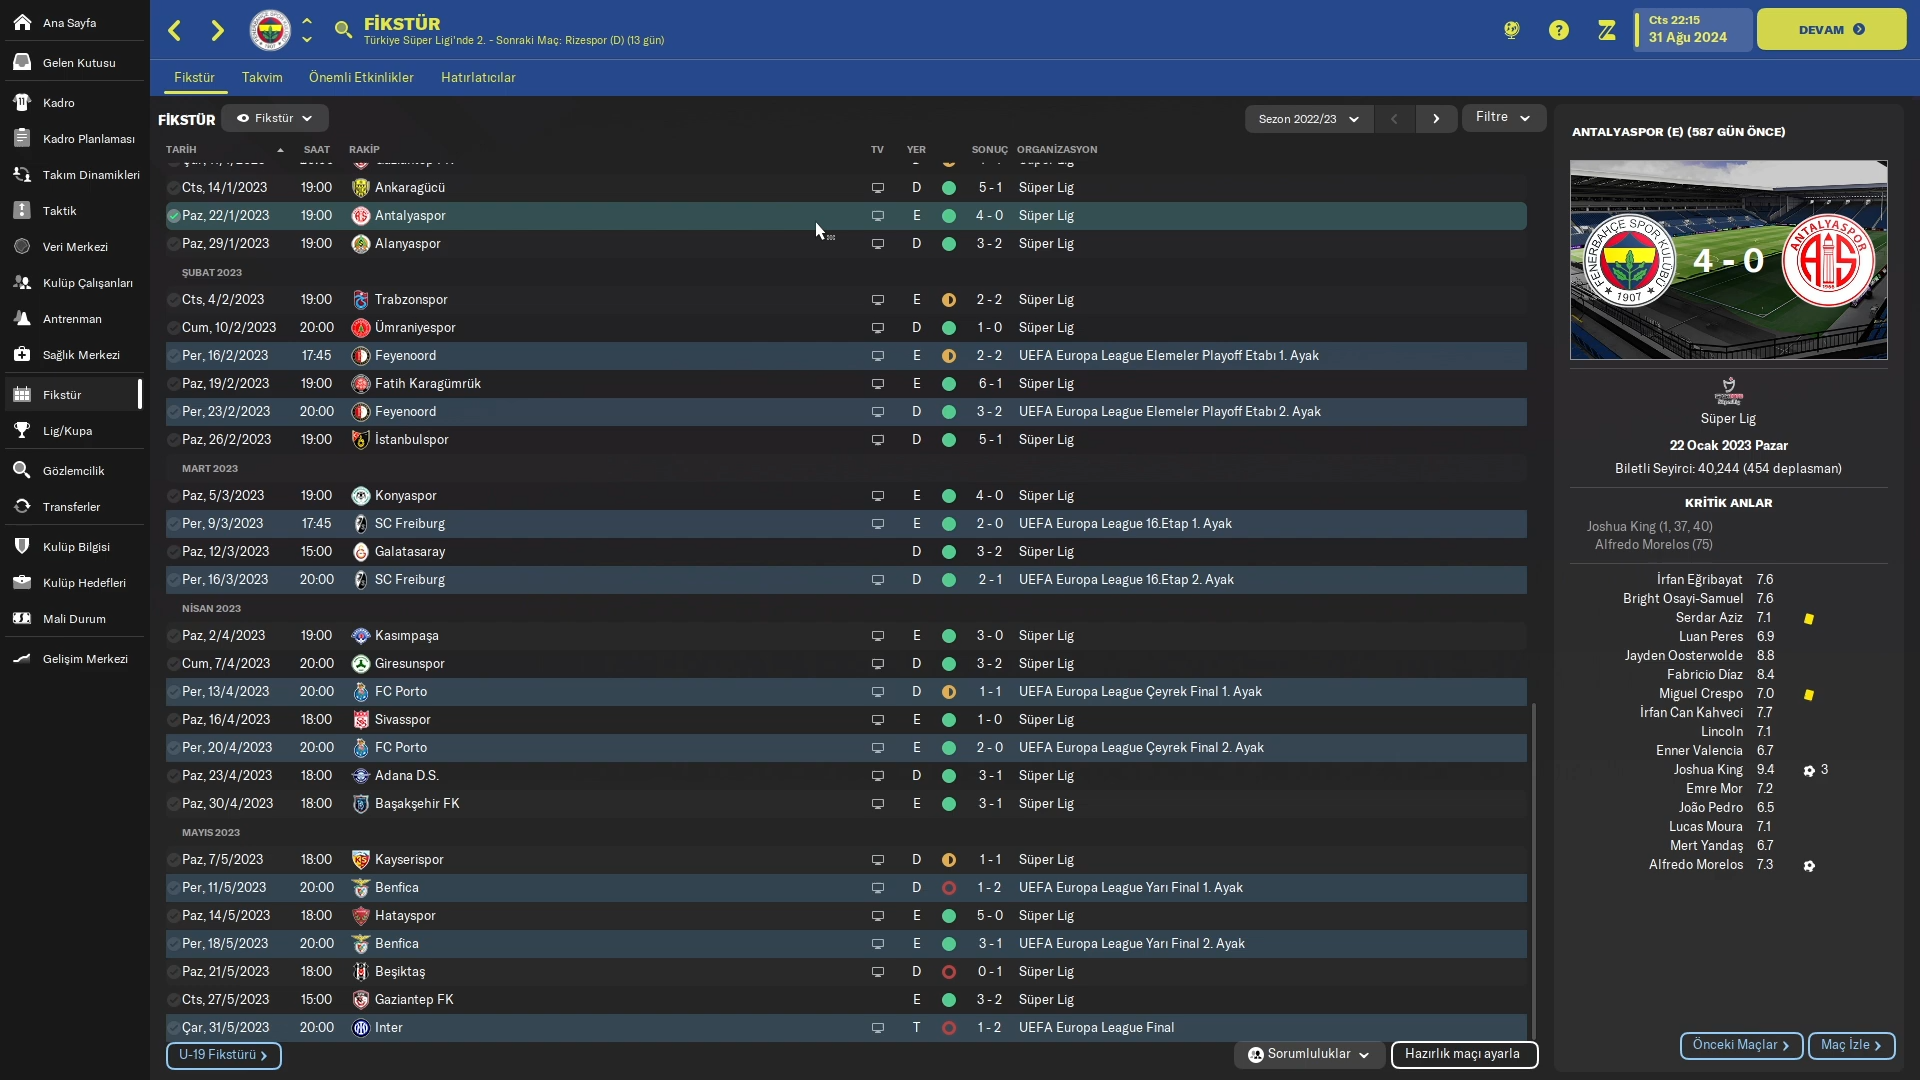 Ana Sayfa
Gelen Kutusu
Kadro
Kadro Planlaması
Takım Dinamikleri
Taktik
Veri Merkezi
Kulüp Çalışanları
Antrenman
Sağlık Merkezi
Fikstür
Lig/Kupa
Gözlemcilik
Transferler
Kulüp Bilgisi
Kulüp Hedefleri
Mali Durum
Gelişim Merkezi
FİKSTÜR
Türkiye Süper Ligi'nde 2. - Sonraki Maç: Rizespor (D) (13 gün)
Cts 22:15
31 Ağu 2024
DEVAM
Fikstür Takvim Önemli Etkinlikler Hatırlatıcılar
FİKSTÜR Fikstür Sezon 2022/23 Filtre
TARİH SAAT RAKİP TV YER SONUÇ ORGANİZASYON
Cts, 14/1/2023 19:00 Ankaragücü D 5 - 1 Süper Lig
Paz, 22/1/2023 19:00 Antalyaspor E 4 - 0 Süper Lig
Paz, 29/1/2023 19:00 Alanyaspor D 3 - 2 Süper Lig
ŞUBAT 2023
Cts, 4/2/2023 19:00 Trabzonspor E 2 - 2 Süper Lig
Cum, 10/2/2023 20:00 Ümraniyespor D 1 - 0 Süper Lig
Per, 16/2/2023 17:45 Feyenoord E 2 - 2 UEFA Europa League Elemeler Playoff Etabı 1. Ayak
Paz, 19/2/2023 19:00 Fatih Karagümrük E 6 - 1 Süper Lig
Per, 23/2/2023 20:00 Feyenoord D 3 - 2 UEFA Europa League Elemeler Playoff Etabı 2. Ayak
Paz, 26/2/2023 19:00 İstanbulspor D 5 - 1 Süper Lig
MART 2023
Paz, 5/3/2023 19:00 Konyaspor E 4 - 0 Süper Lig
Per, 9/3/2023 17:45 SC Freiburg E 2 - 0 UEFA Europa League 16.Etap 1. Ayak
Paz, 12/3/2023 15:00 Galatasaray D 3 - 2 Süper Lig
Per, 16/3/2023 20:00 SC Freiburg D 2 - 1 UEFA Europa League 16.Etap 2. Ayak
NİSAN 2023
Paz, 2/4/2023 19:00 Kasımpaşa E 3 - 0 Süper Lig
Cum, 7/4/2023 20:00 Giresunspor D 3 - 2 Süper Lig
Per, 13/4/2023 20:00 FC Porto D 1 - 1 UEFA Europa League Çeyrek Final 1. Ayak
Paz, 16/4/2023 18:00 Sivasspor E 1 - 0 Süper Lig
Per, 20/4/2023 20:00 FC Porto E 2 - 0 UEFA Europa League Çeyrek Final 2. Ayak
Paz, 23/4/2023 18:00 Adana D.S. D 3 - 1 Süper Lig
Paz, 30/4/2023 18:00 Başakşehir FK E 3 - 1 Süper Lig
MAYIS 2023
Paz, 7/5/2023 18:00 Kayserispor D 1 - 1 Süper Lig
Per, 11/5/2023 20:00 Benfica D 1 - 2 UEFA Europa League Yarı Final 1. Ayak
Paz, 14/5/2023 18:00 Hatayspor E 5 - 0 Süper Lig
Per, 18/5/2023 20:00 Benfica E 3 - 1 UEFA Europa League Yarı Final 2. Ayak
Paz, 21/5/2023 18:00 Beşiktaş D 0 - 1 Süper Lig
Cts, 27/5/2023 15:00 Gaziantep FK E 3 - 2 Süper Lig
Çar, 31/5/2023 20:00 Inter T 1 - 2 UEFA Europa League Final
U-19 Fikstürü Sorumluluklar Hazırlık maçı ayarla
ANTALYASPOR (E) (587 GÜN ÖNCE)
FENERBAHÇE SPOR KULÜBÜ
1907
4 - 0
ANTALYASPOR
1966
Süper Lig
22 Ocak 2023 Pazar
Biletli Seyirci: 40,244 (454 deplasman)
KRİTİK ANLAR
Joshua King (1, 37, 40)
Alfredo Morelos (75)
İrfan Eğribayat 7.6
Bright Osayi-Samuel 7.6
Serdar Aziz 7.1
Luan Peres 6.9
Jayden Oosterwolde 8.8
Fabricio Díaz 8.4
Miguel Crespo 7.0
İrfan Can Kahveci 7.7
Lincoln 7.1
Enner Valencia 6.7
Joshua King 9.4 3
Emre Mor 7.2
João Pedro 6.5
Lucas Moura 7.1
Mert Yandaş 6.7
Alfredo Morelos 7.3
Önceki Maçlar Maç İzle